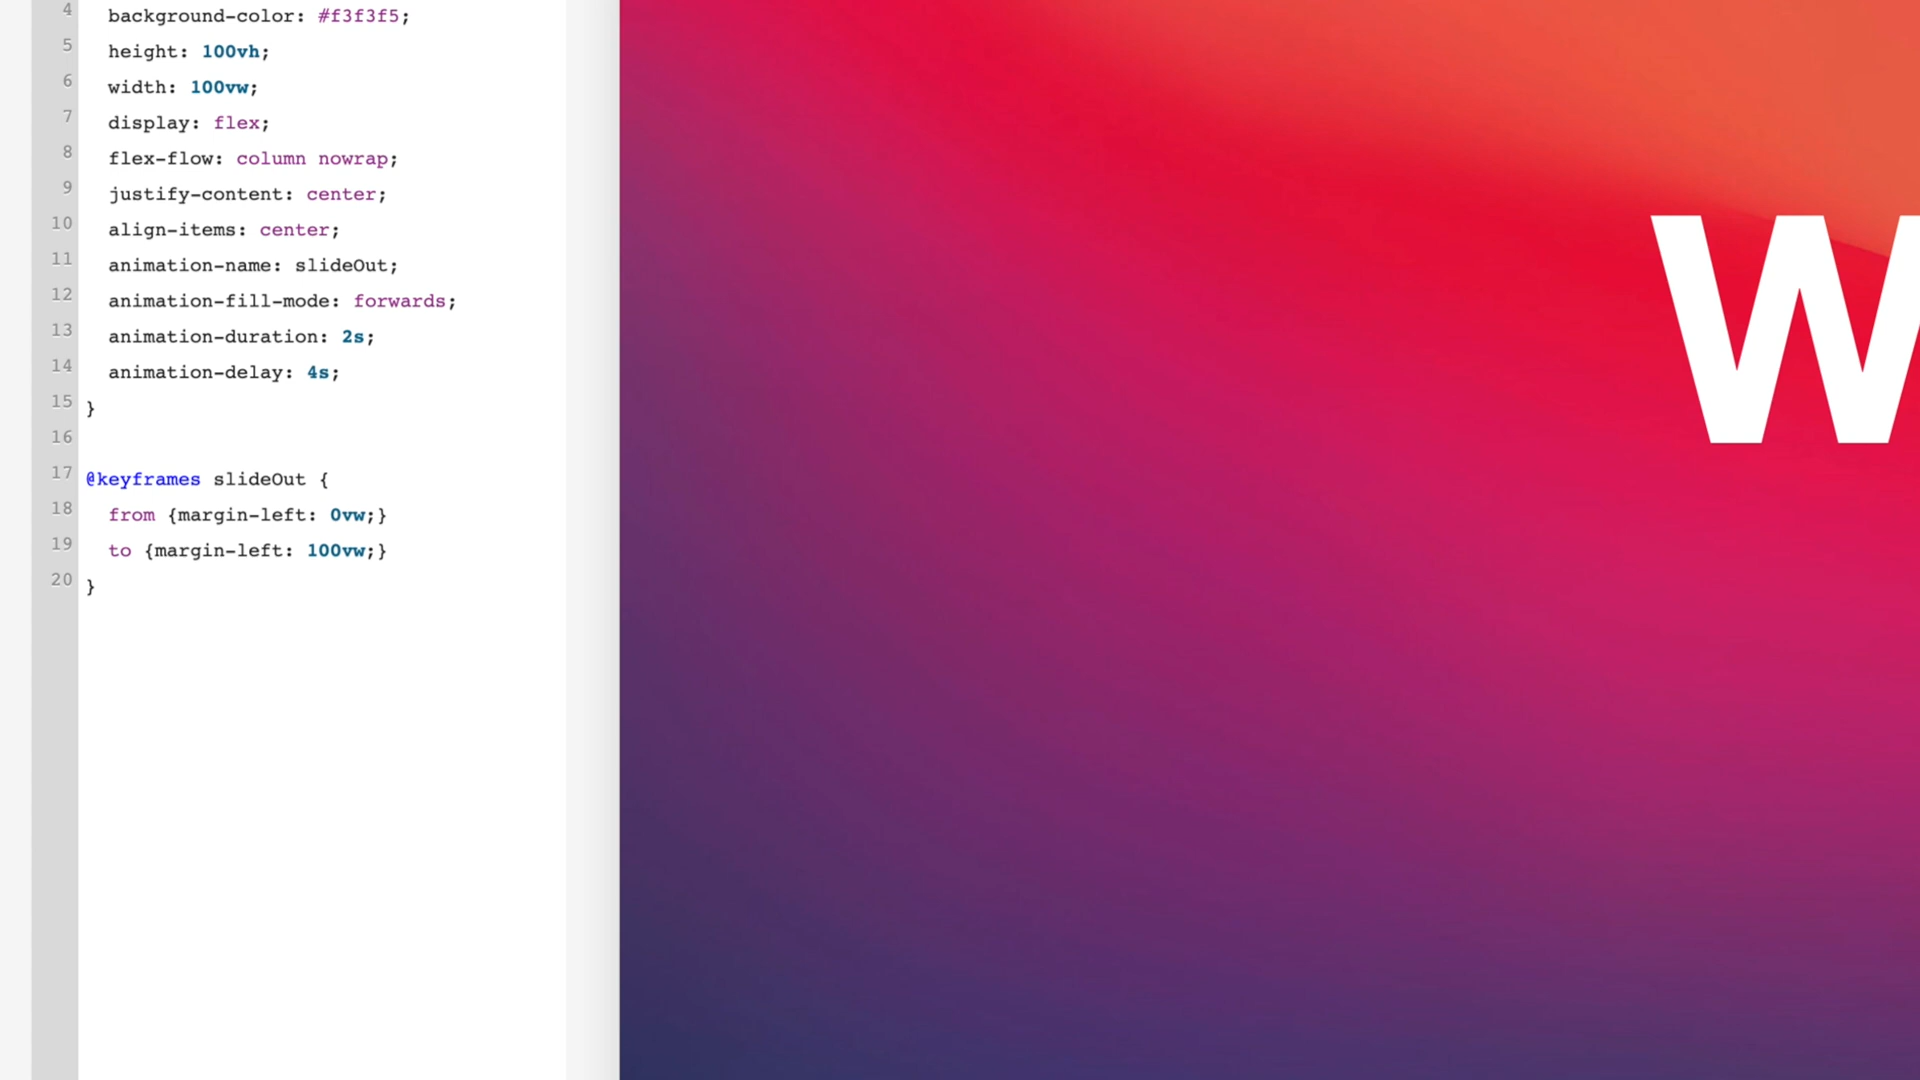 4 background-color: #f3f3f5;
5 height: 100vh;
6 width: 100vw;
7 display: flex;
8 flex-flow: column nowrap;
9 justify-content: center;
10 align-items: center;
11 animation-name: slideOut;
12 animation-fill-mode: forwards;
13 animation-duration: 2s;
14 animation-delay: 4s;
15 }
16
17 @keyframes slideOut {
18 from {margin-left: 0vw;}
19 to {margin-left: 100vw;}
20 }
W